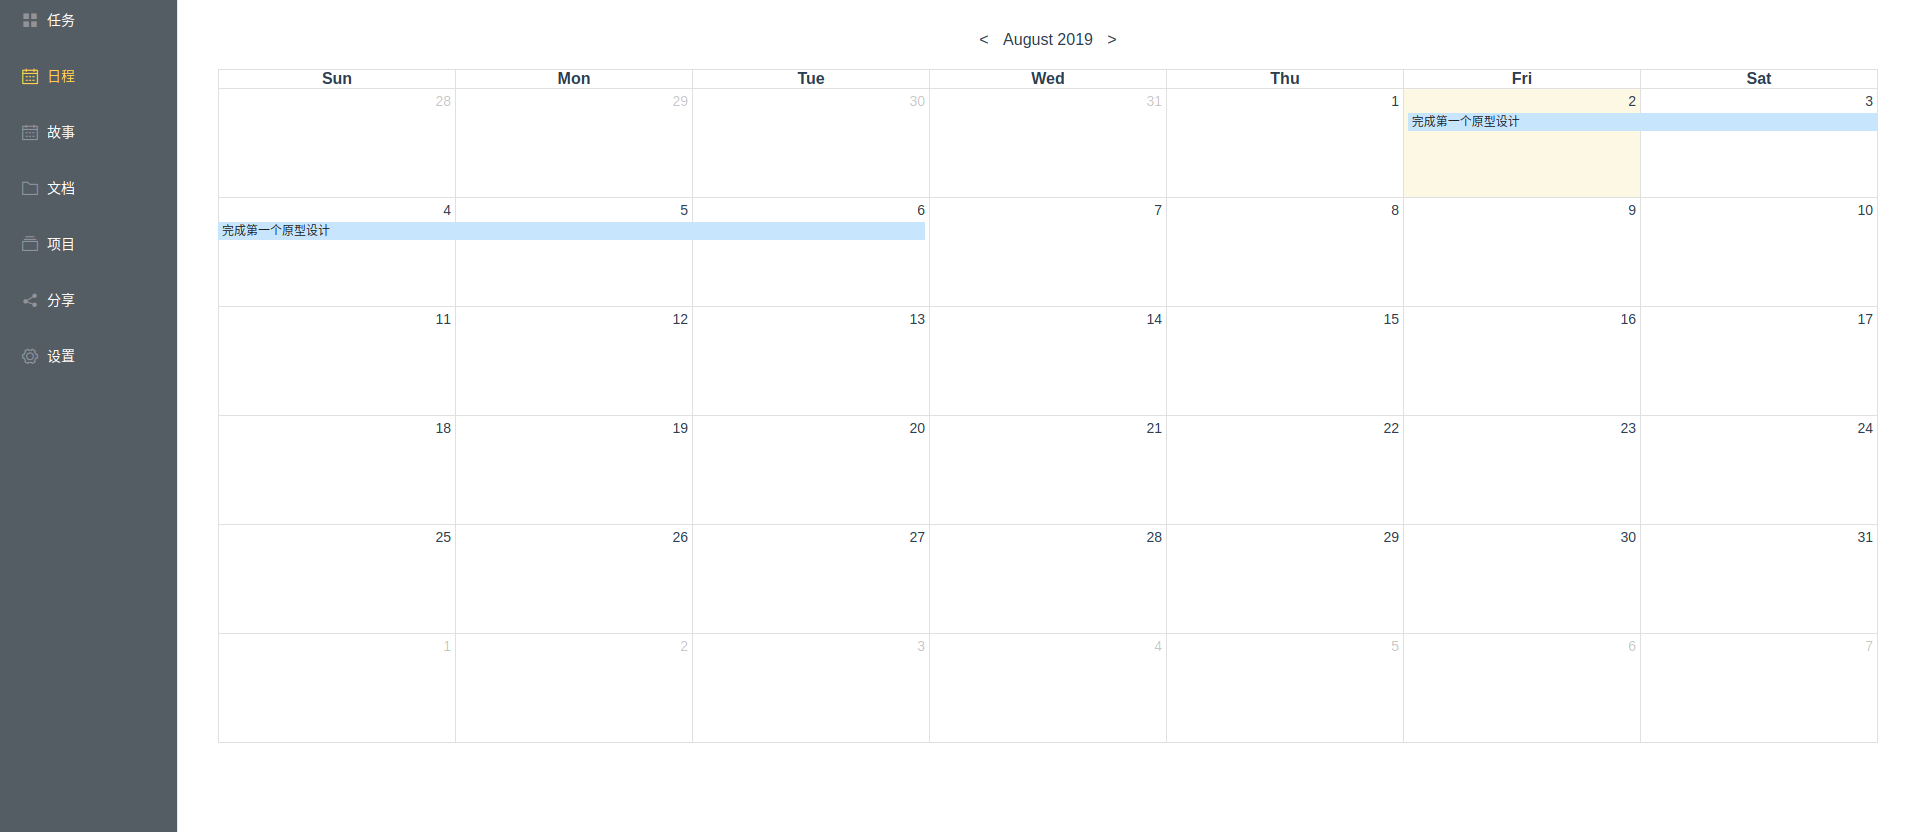 任务
日程
故事
文档
项目
分享
设置
< August 2019 >
Sun Mon Tue Wed Thu Fri Sat
28 29 30 31 1 2 3
完成第一个原型设计
4 5 6 7 8 9 10
完成第一个原型设计
11 12 13 14 15 16 17
18 19 20 21 22 23 24
25 26 27 28 29 30 31
1 2 3 4 5 6 7